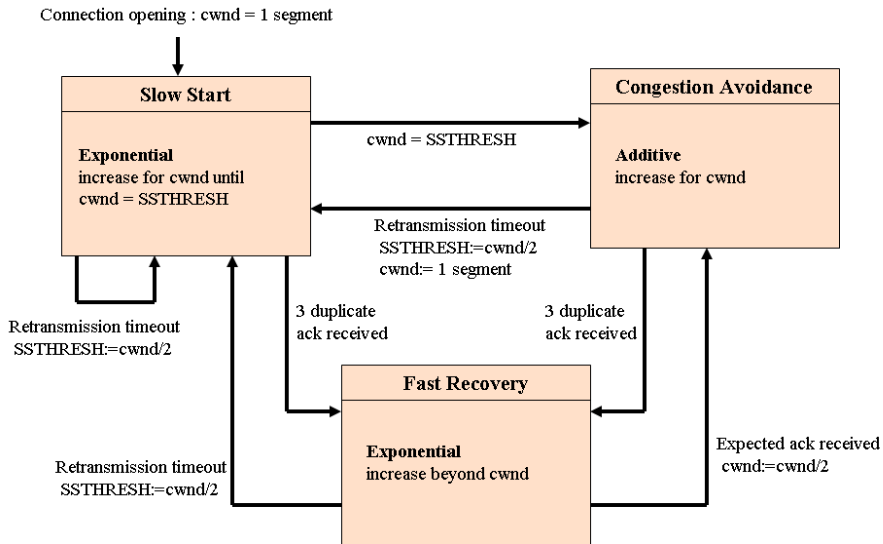 Connection opening : cwnd = 1 segment
Slow Start
Exponential
increase for cwnd until
cwnd = SSTHRESH
cwnd = SSTHRESH
Congestion Avoidance
Additive
increase for cwnd
Retransmission timeout
SSTHRESH:=cwnd/2
cwnd:= 1 segment
Retransmission timeout
SSTHRESH:=cwnd/2
3 duplicate
ack received
3 duplicate
ack received
Fast Recovery
Exponential
increase beyond cwnd
Retransmission timeout
SSTHRESH:=cwnd/2
Expected ack received
cwnd:=cwnd/2